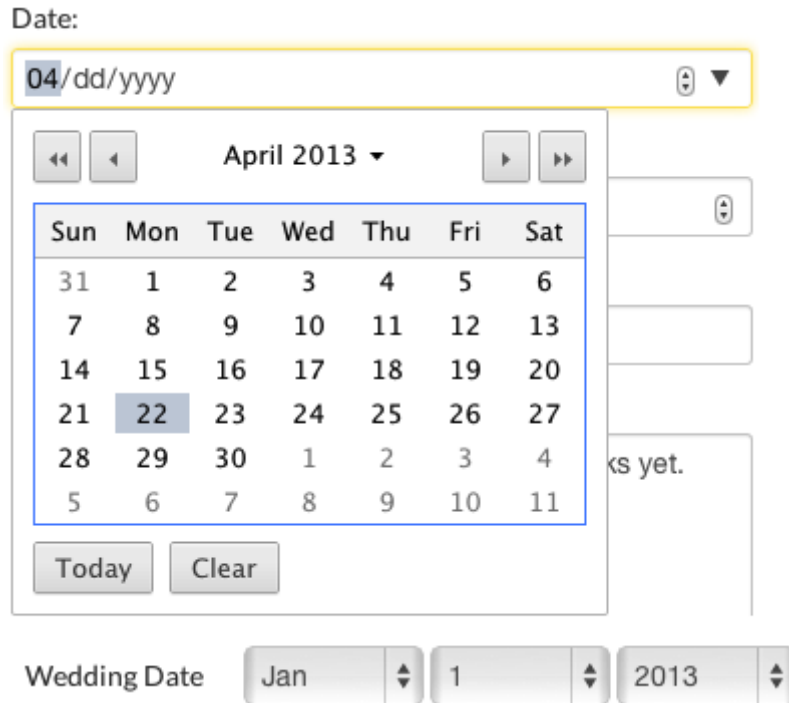 Date:
04/dd/yyyy
April 2013
Sun Mon Tue Wed Thu Fri Sat
31 1 2 3 4 5 6
7 8 9 10 11 12 13
14 15 16 17 18 19 20
21 22 23 24 25 26 27
28 29 30 1 2 3 4
ks yet.
5 6 7 8 9 10 11
Today Clear
Wedding Date Jan 1 2013